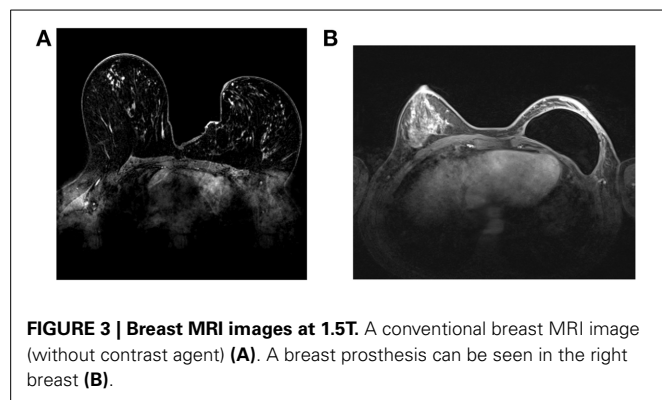 A
B
FIGURE 3 | Breast MRI images at 1.5T. A conventional breast MRI image
(without contrast agent) (A). A breast prosthesis can be seen in the right
breast (B).